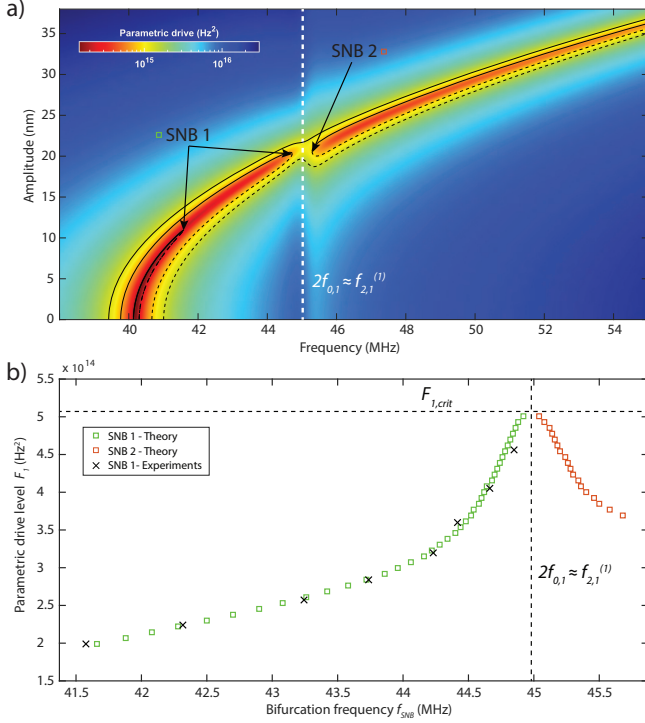 a)
Parametric drive (Hz²)
10¹⁵
10¹⁶
SNB 1
SNB 2
2f₀,₁ ≈ f₂,₁⁽¹⁾
35
30
25
20
15
10
5
0
Amplitude (nm)
40
42
44
46
48
50
52
54
Frequency (MHz)
b)
x 10¹⁴
5.5
5
4.5
4
3.5
3
2.5
2
1.5
Parametric drive level F₁ (Hz²)
F₁,crit
SNB 1 - Theory
SNB 2 - Theory
SNB 1- Experiments
2f₀,₁ ≈ f₂,₁⁽¹⁾
41.5
42
42.5
43
43.5
44
44.5
45
45.5
Bifurcation frequency f_SNB (MHz)